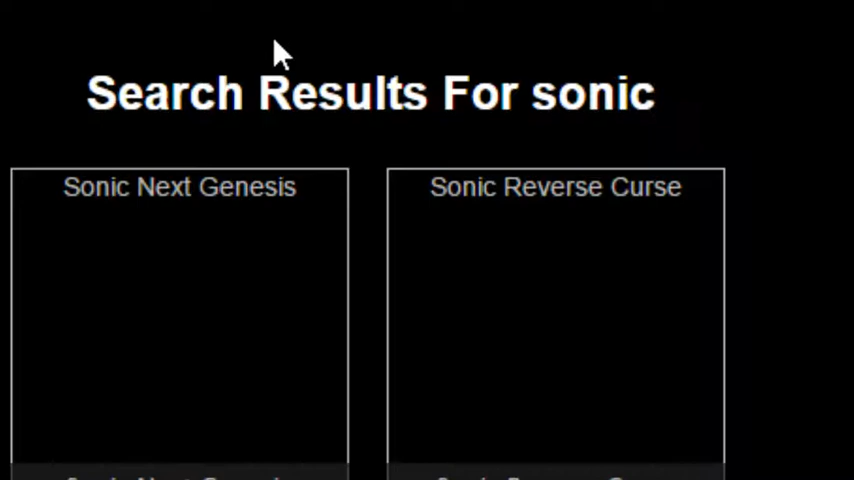 Search Results For sonic
Sonic Next Genesis
Sonic Reverse Curse